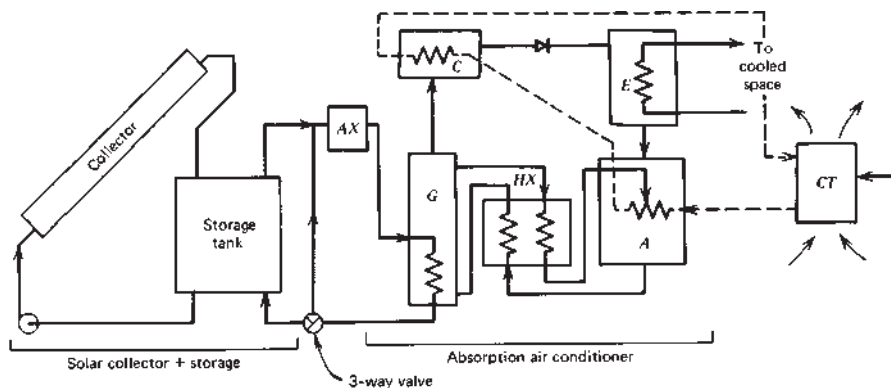 C
To
cooled
space
E
AX
Collector
G
HX
CT
Storage
tank
A
Solar collector + storage
Absorption air conditioner
3-way valve